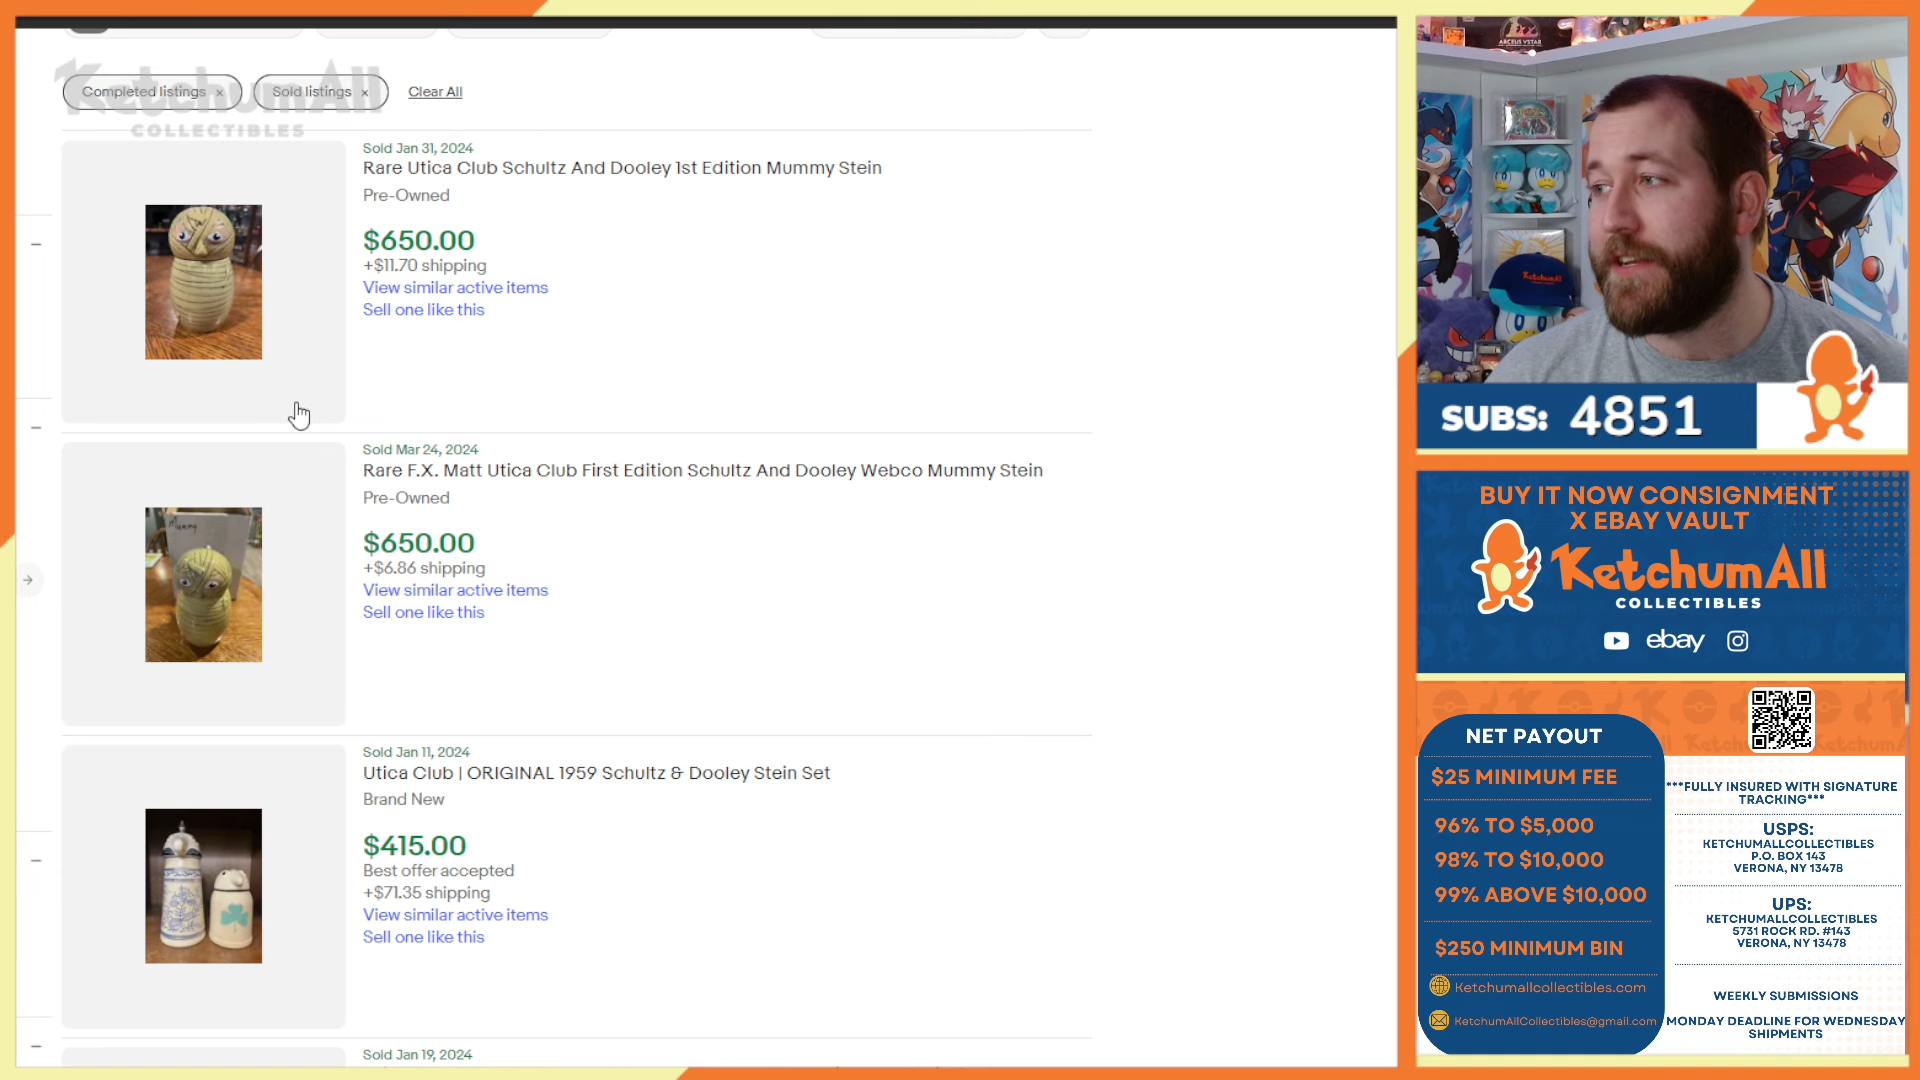 KetchumAll
COLLECTIBLES
Completed listings ×
Sold listings ×
Clear All
Sold Jan 31, 2024
Rare Utica Club Schultz And Dooley 1st Edition Mummy Stein
Pre-Owned
$650.00
+$11.70 shipping
View similar active items
Sell one like this
Sold Mar 24, 2024
Rare F.X. Matt Utica Club First Edition Schultz And Dooley Webco Mummy Stein
Pre-Owned
$650.00
+$6.86 shipping
View similar active items
Sell one like this
Mummy
Sold Jan 11, 2024
Utica Club | ORIGINAL 1959 Schultz & Dooley Stein Set
Brand New
$415.00
Best offer accepted
+$71.35 shipping
View similar active items
Sell one like this
Sold Jan 19, 2024
ARCEUS VSTAR
KetchumAll
SUBS: 4851
BUY IT NOW CONSIGNMENT
X EBAY VAULT
KetchumAll
COLLECTIBLES
ebay
NET PAYOUT
$25 MINIMUM FEE
96% TO $5,000
98% TO $10,000
99% ABOVE $10,000
$250 MINIMUM BIN
Ketchumallcollectibles.com
KetchumAllCollectibles@gmail.com
***FULLY INSURED WITH SIGNATURE
TRACKING***
USPS:
KETCHUMALLCOLLECTIBLES
P.O. BOX 143
VERONA, NY 13478
UPS:
KETCHUMALLCOLLECTIBLES
5731 ROCK RD. #143
VERONA, NY 13478
WEEKLY SUBMISSIONS
MONDAY DEADLINE FOR WEDNESDAY
SHIPMENTS